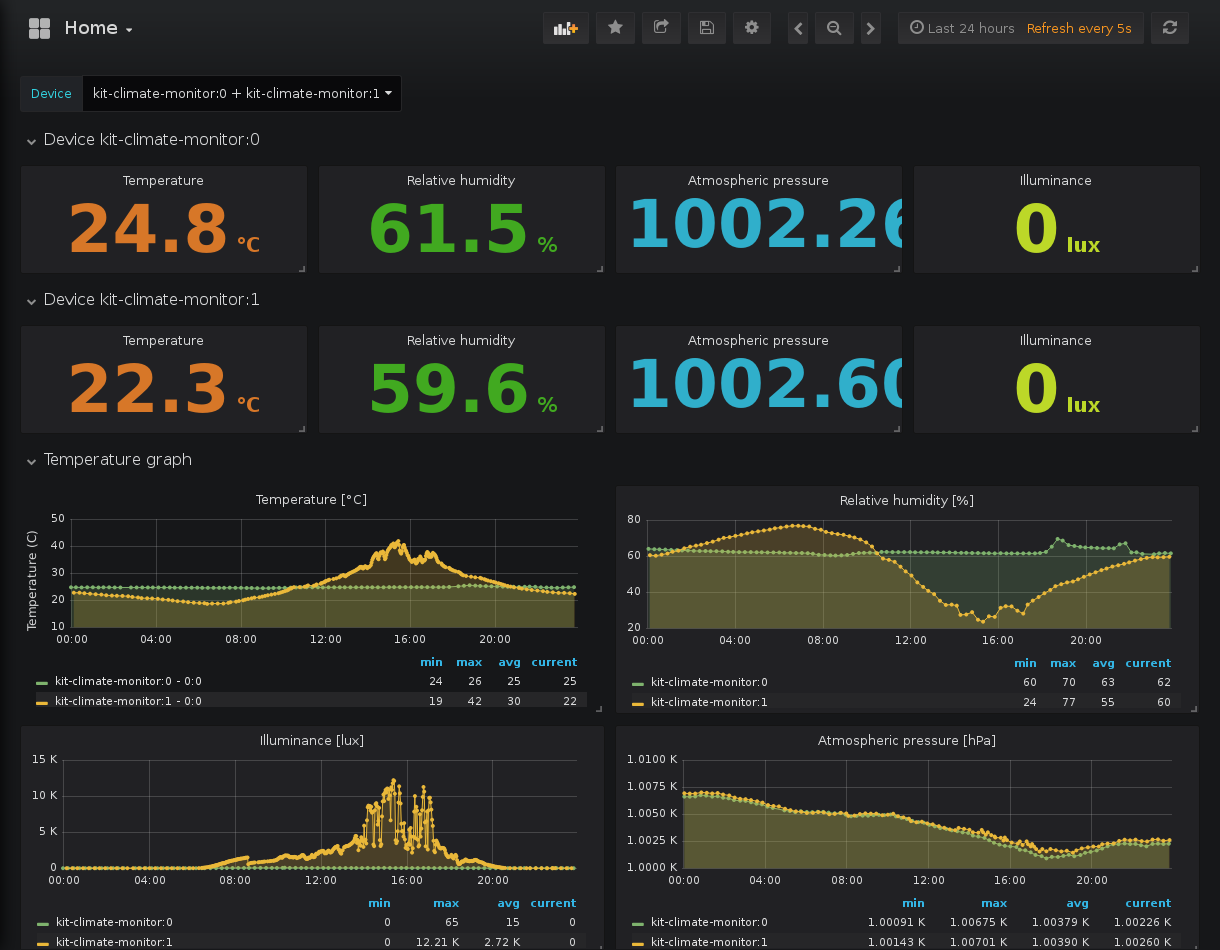 Home
Last 24 hours Refresh every 5s
Device kit-climate-monitor:0 + kit-climate-monitor:1
Device kit-climate-monitor:0
Temperature
24.8 °C
Relative humidity
61.5 %
Atmospheric pressure
1002.26
Illuminance
0 lux
Device kit-climate-monitor:1
Temperature
22.3 °C
Relative humidity
59.6 %
Atmospheric pressure
1002.60
Illuminance
0 lux
Temperature graph
Temperature [°C]
Temperature (C)
50
40
30
20
10
00:00 04:00 08:00 12:00 16:00 20:00
min max avg current
kit-climate-monitor:0 - 0:0 24 26 25 25
kit-climate-monitor:1 - 0:0 19 42 30 22
Relative humidity [%]
80
60
40
20
00:00 04:00 08:00 12:00 16:00 20:00
min max avg current
kit-climate-monitor:0 60 70 63 62
kit-climate-monitor:1 24 77 55 60
Illuminance [lux]
15 K
10 K
5 K
0
00:00 04:00 08:00 12:00 16:00 20:00
min max avg current
kit-climate-monitor:0 0 65 15 0
kit-climate-monitor:1 0 12.21 K 2.72 K 0
Atmospheric pressure [hPa]
1.0100 K
1.0075 K
1.0050 K
1.0025 K
1.0000 K
00:00 04:00 08:00 12:00 16:00 20:00
min max avg current
kit-climate-monitor:0 1.00091 K 1.00675 K 1.00379 K 1.00226 K
kit-climate-monitor:1 1.00143 K 1.00701 K 1.00390 K 1.00260 K